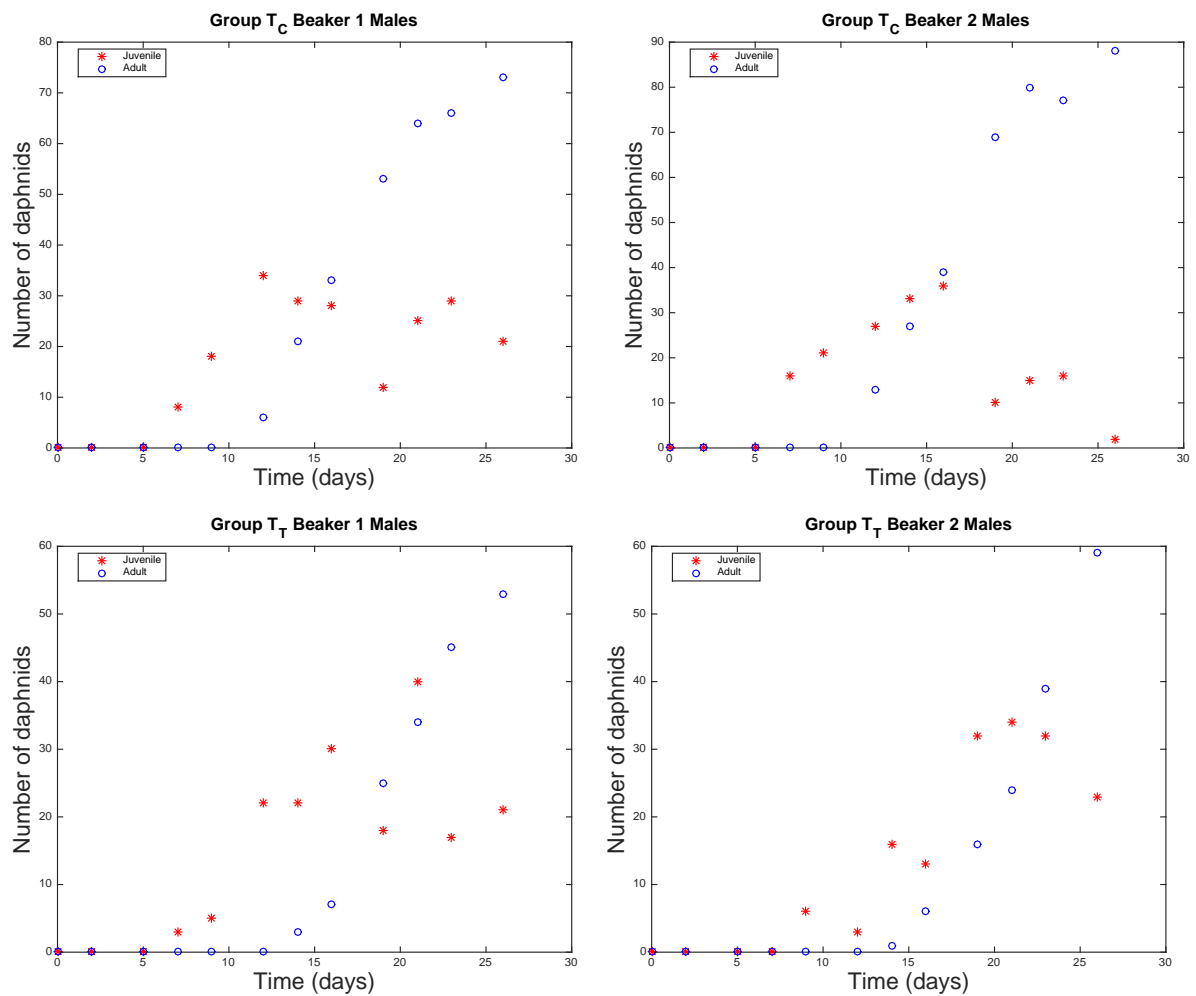 Group T_C Beaker 1 Males
Juvenile
Adult
80
70
60
50
40
30
20
10
0
0 5 10 15 20 25 30
Number of daphnids
Time (days)
Group T_C Beaker 2 Males
Juvenile
Adult
90
80
70
60
50
40
30
20
10
0
0 5 10 15 20 25 30
Number of daphnids
Time (days)
Group T_T Beaker 1 Males
Juvenile
Adult
60
50
40
30
20
10
0
0 5 10 15 20 25 30
Number of daphnids
Time (days)
Group T_T Beaker 2 Males
Juvenile
Adult
60
50
40
30
20
10
0
0 5 10 15 20 25 30
Number of daphnids
Time (days)